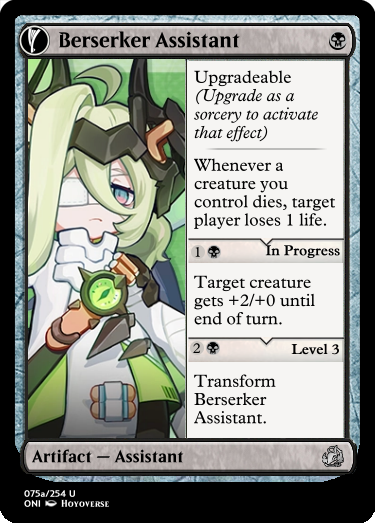 Berserker Assistant
Upgradeable
(Upgrade as a
sorcery to activate
that effect)
Whenever a
creature you
control dies, target
player loses 1 life.
1 In Progress
Target creature
gets +2/+0 until
end of turn.
2 Level 3
Transform
Berserker
Assistant.
Artifact — Assistant
075a/254 U
ONI HOYOVERSE